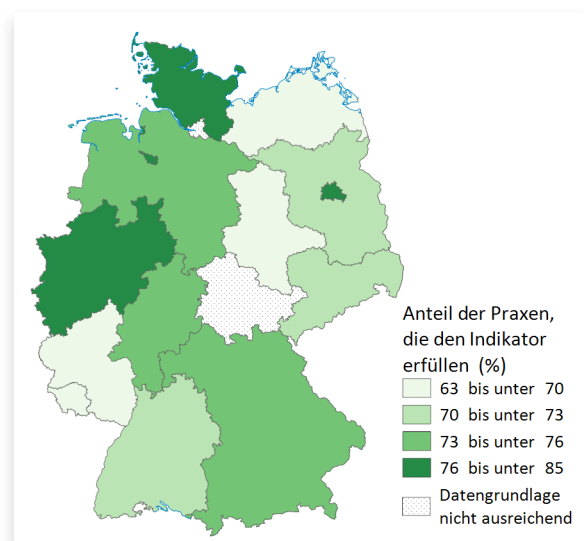 Anteil der Praxen,
die den Indikator
erfüllen (%)
63 bis unter 70
70 bis unter 73
73 bis unter 76
76 bis unter 85
Datengrundlage
nicht ausreichend